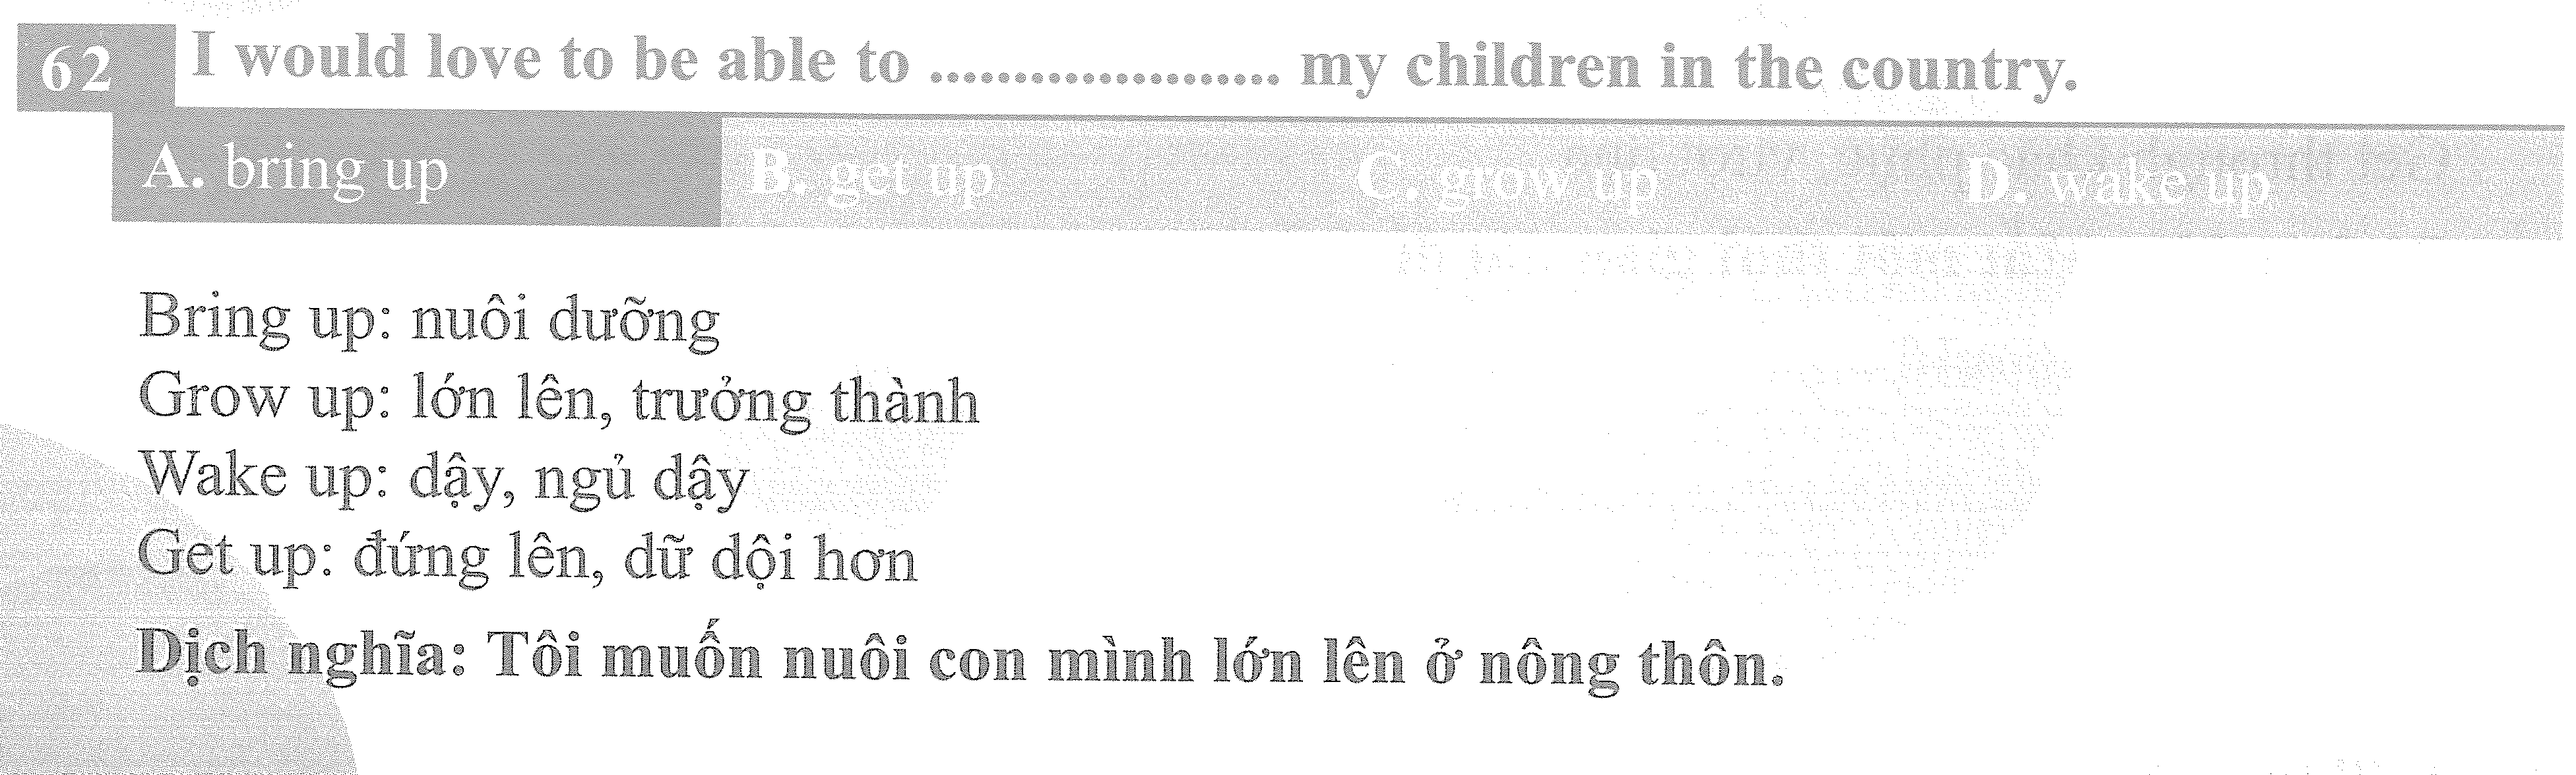 62 I would love to be able to ..................... my children in the country.
A. bring up B. get up C. grow up D. wake up
Bring up: nuôi dưỡng
Grow up: lớn lên, trưởng thành
Wake up: dậy, ngủ dậy
Get up: đứng lên, dữ dội hơn
Dịch nghĩa: Tôi muốn nuôi con mình lớn lên ở nông thôn.